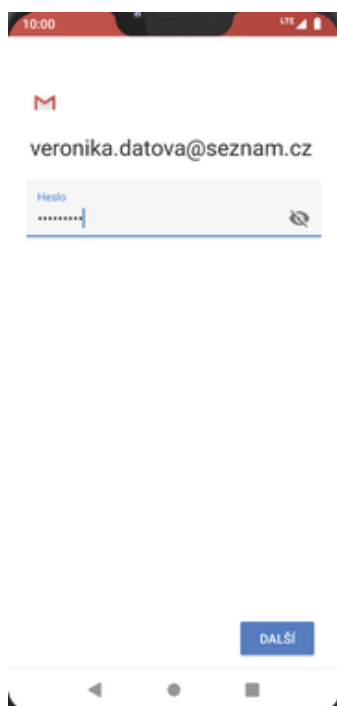 10:00
LTE
veronika.datova@seznam.cz
Heslo
•••••••••
DALŠÍ